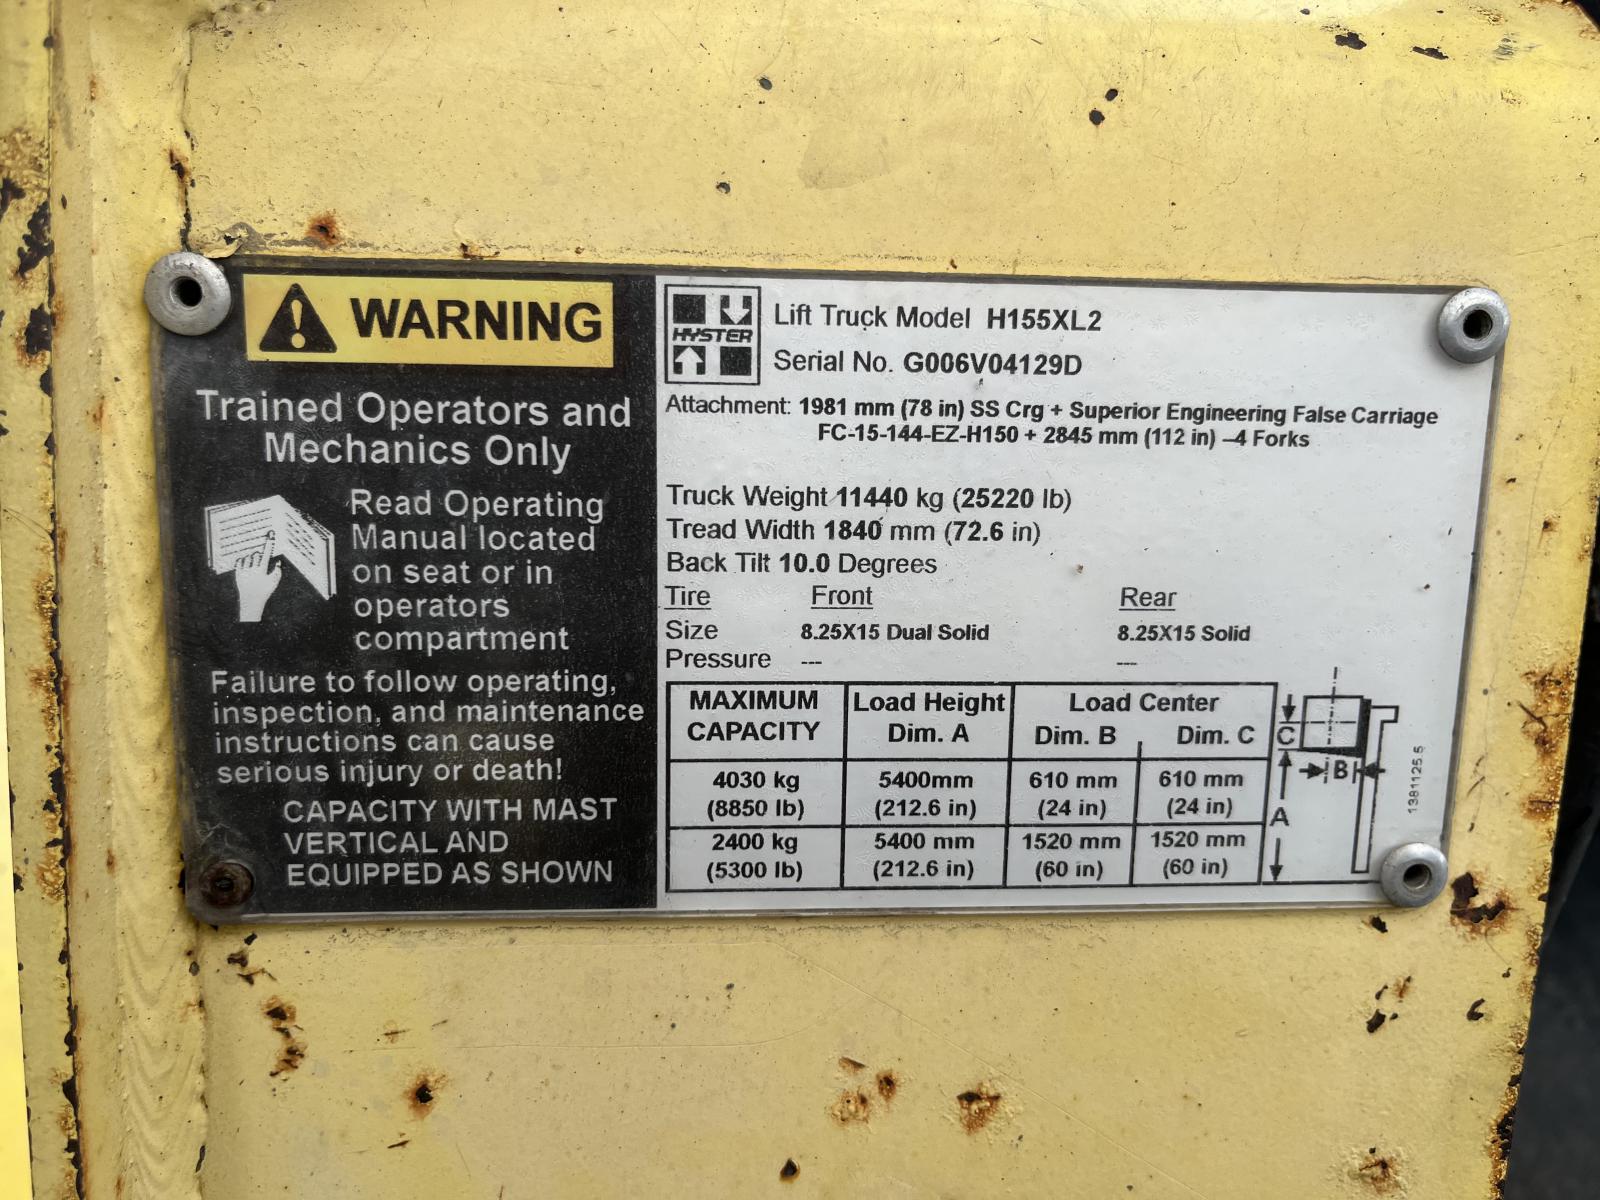 WARNING
Trained Operators and
Mechanics Only
Read Operating
Manual located
on seat or in
operators
compartment
Failure to follow operating,
inspection, and maintenance
instructions can cause
serious injury or death!
CAPACITY WITH MAST
VERTICAL AND
EQUIPPED AS SHOWN
HYSTER
Lift Truck Model H155XL2
Serial No. G006V04129D
Attachment: 1981 mm (78 in) SS Crg + Superior Engineering False Carriage
FC-15-144-EZ-H150 + 2845 mm (112 in) –4 Forks
Truck Weight 11440 kg (25220 lb)
Tread Width 1840 mm (72.6 in)
Back Tilt 10.0 Degrees
Tire Front Rear
Size 8.25X15 Dual Solid 8.25X15 Solid
Pressure --- ---
MAXIMUM Load Height Load Center
CAPACITY Dim. A Dim. B Dim. C
4030 kg 5400mm 610 mm 610 mm
(8850 lb) (212.6 in) (24 in) (24 in)
2400 kg 5400 mm 1520 mm 1520 mm
(5300 lb) (212.6 in) (60 in) (60 in)
C
B
A
1381125.5